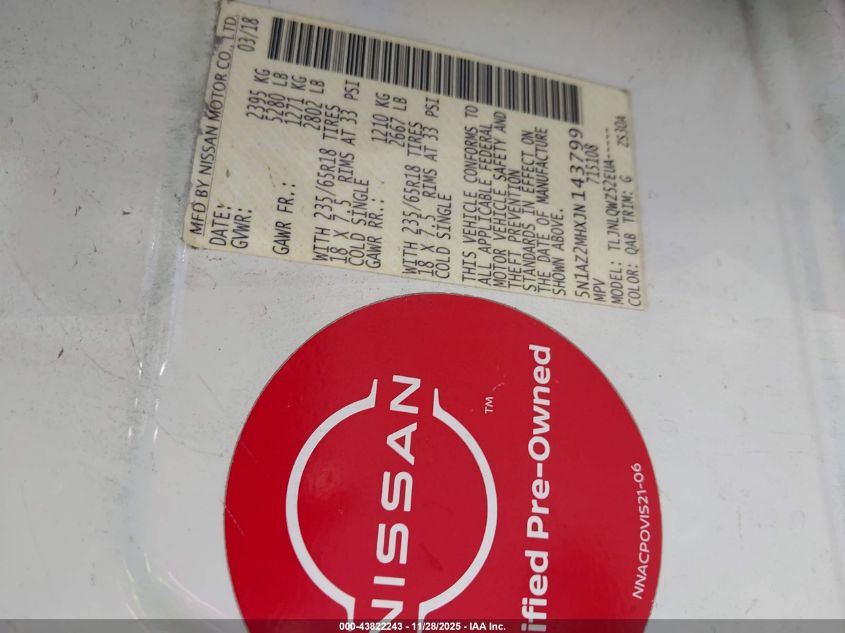 MFD BY NISSAN MOTOR CO., LTD.
DATE: 03/18
GVWR: 2395 KG
5280 LB
GAWR FR.: 1271 KG
2802 LB
WITH 235/65R18 TIRES
18 X 7.5 RIMS AT 33 PSI
COLD SINGLE
GAWR RR.: 1210 KG
2667 LB
WITH 235/65R18 TIRES
18 X 7.5 RIMS AT 33 PSI
COLD SINGLE
THIS VEHICLE CONFORMS TO
ALL APPLICABLE FEDERAL
MOTOR VEHICLE SAFETY AND
THEFT PREVENTION
STANDARDS IN EFFECT ON
THE DATE OF MANUFACTURE
SHOWN ABOVE.
5N1AZ2MHXJN143799
MPV 71S108
MODEL: TLJNLQWZ52EUA-----
COLOR: QAB TRIM: G 2S30A
NISSAN
TM
ified Pre-Owned
NNACPOVIS21-06
000-43822243 - 11/28/2025 - IAA Inc.